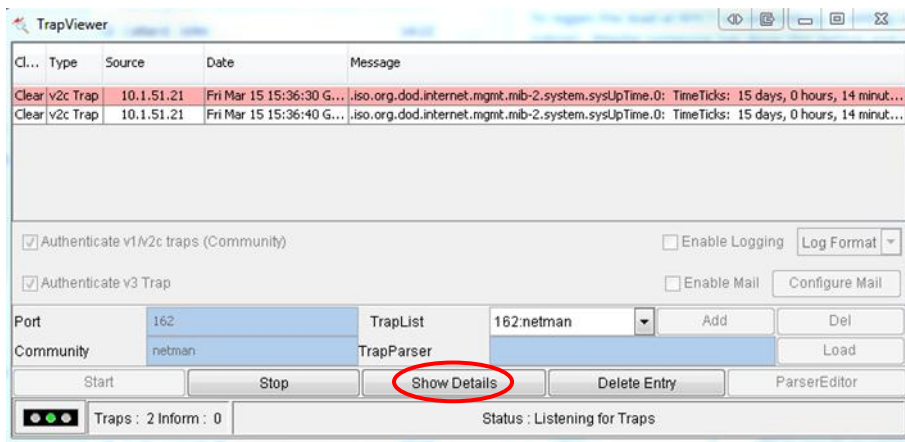 TrapViewer
Cl... Type Source Date Message
Clear v2c Trap 10.1.51.21 Fri Mar 15 15:36:30 G... .iso.org.dod.internet.mgmt.mib-2.system.sysUpTime.0: TimeTicks: 15 days, 0 hours, 14 minut...
Clear v2c Trap 10.1.51.21 Fri Mar 15 15:36:40 G... .iso.org.dod.internet.mgmt.mib-2.system.sysUpTime.0: TimeTicks: 15 days, 0 hours, 14 minut...
Authenticate v1/v2c traps (Community) Enable Logging Log Format
Authenticate v3 Trap Enable Mail Configure Mail
Port 162 TrapList 162:netman Add Del
Community netman TrapParser Load
Start Stop Show Details Delete Entry ParserEditor
Traps : 2 Inform : 0 Status : Listening for Traps